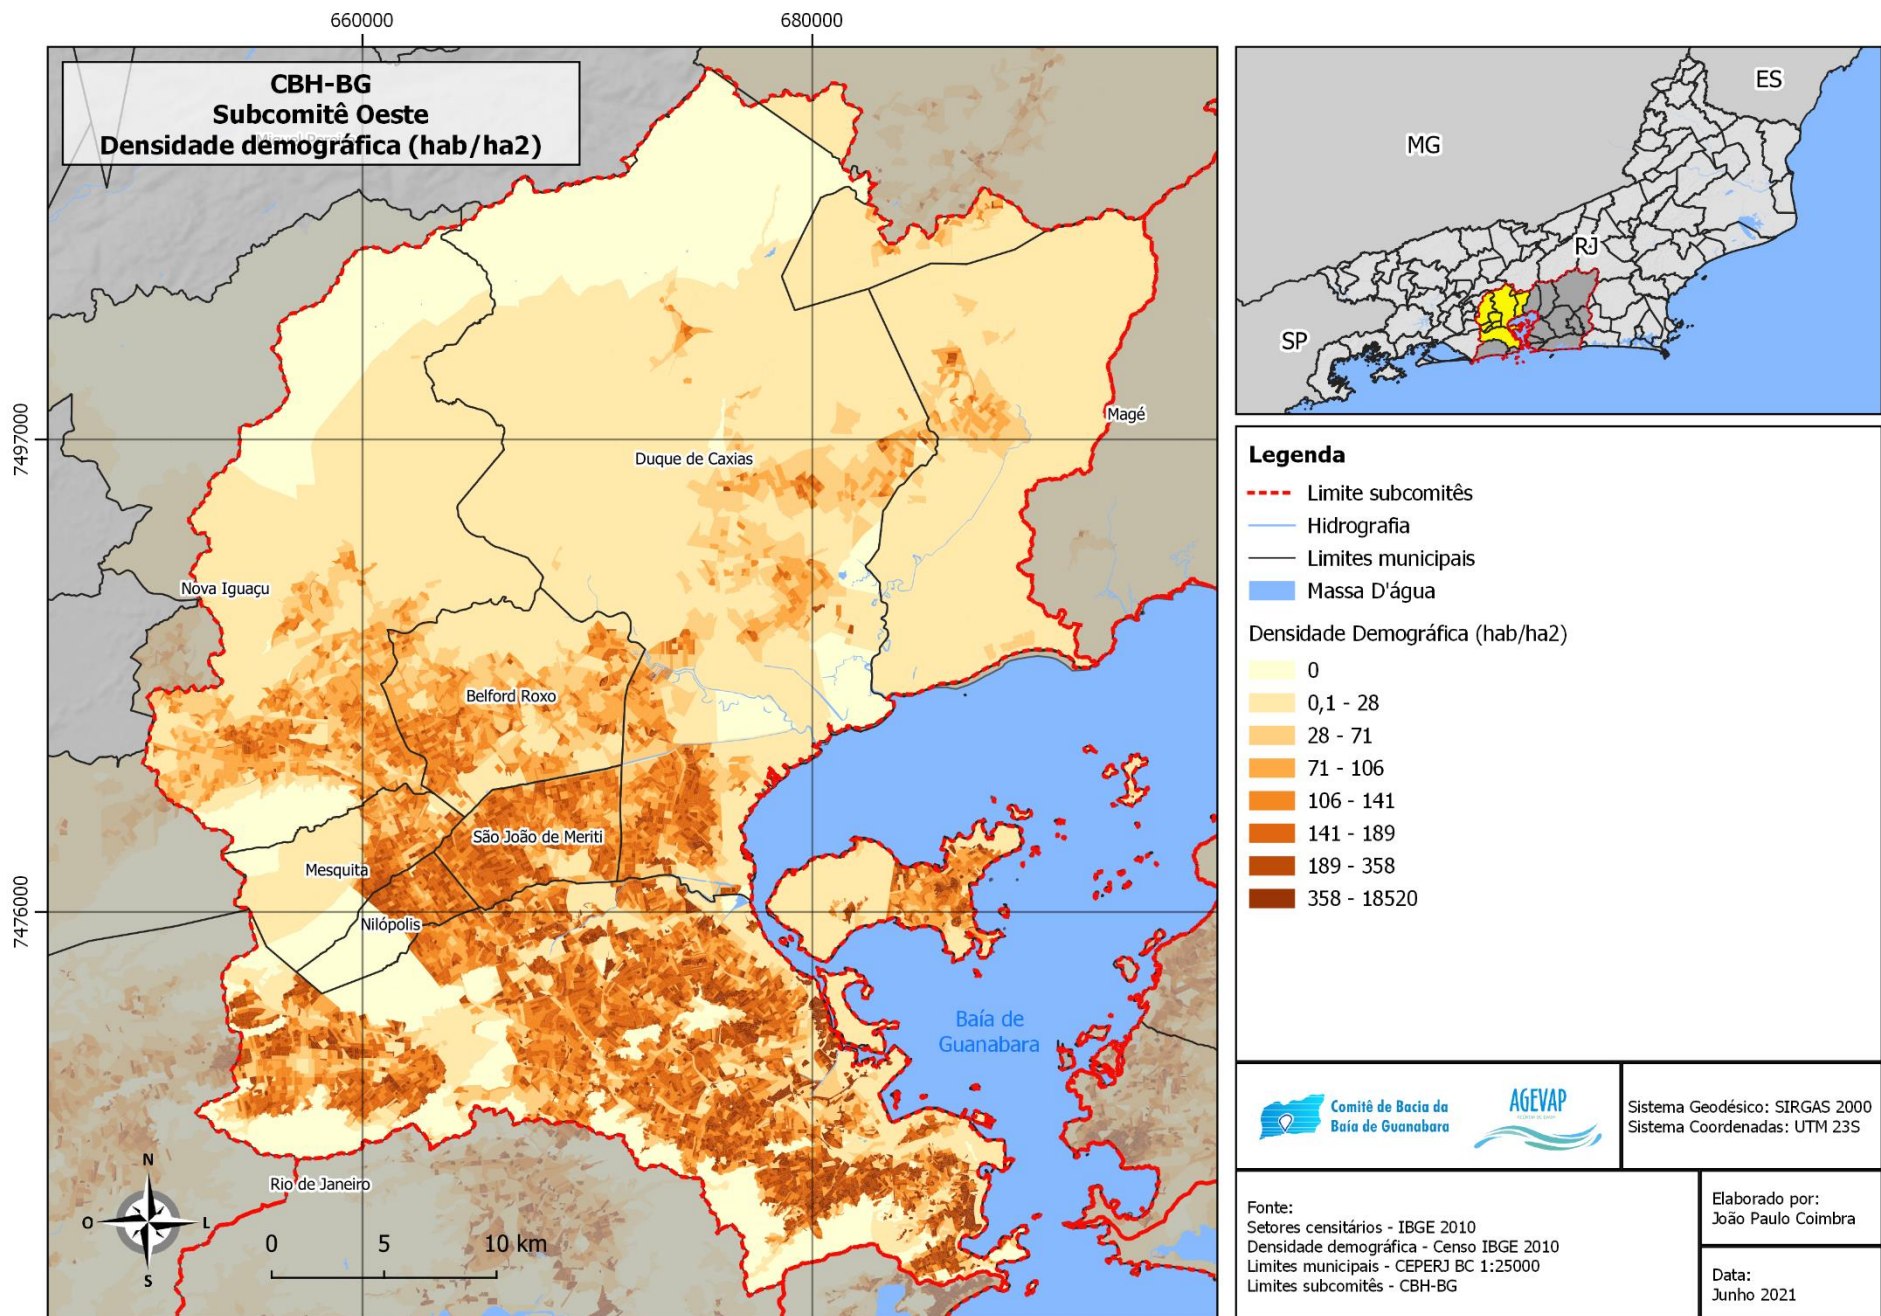 660000
680000
CBH-BG
Subcomitê Oeste
Densidade demográfica (hab/ha2)
7497000
7476000
Magé
Duque de Caxias
Nova Iguaçu
Belford Roxo
São João de Meriti
Mesquita
Nilópolis
Baía de
Guanabara
Rio de Janeiro
N
O
L
S
0
5
10 km
ES
MG
RJ
SP
Legenda
Limite subcomitês
Hidrografia
Limites municipais
Massa D'água
Densidade Demográfica (hab/ha2)
0
0,1 - 28
28 - 71
71 - 106
106 - 141
141 - 189
189 - 358
358 - 18520
Comitê de Bacia da
Baía de Guanabara
AGEVAP
Sistema Geodésico: SIRGAS 2000
Sistema Coordenadas: UTM 23S
Fonte:
Setores censitários - IBGE 2010
Densidade demográfica - Censo IBGE 2010
Limites municipais - CEPERJ BC 1:25000
Limites subcomitês - CBH-BG
Elaborado por:
João Paulo Coimbra
Data:
Junho 2021